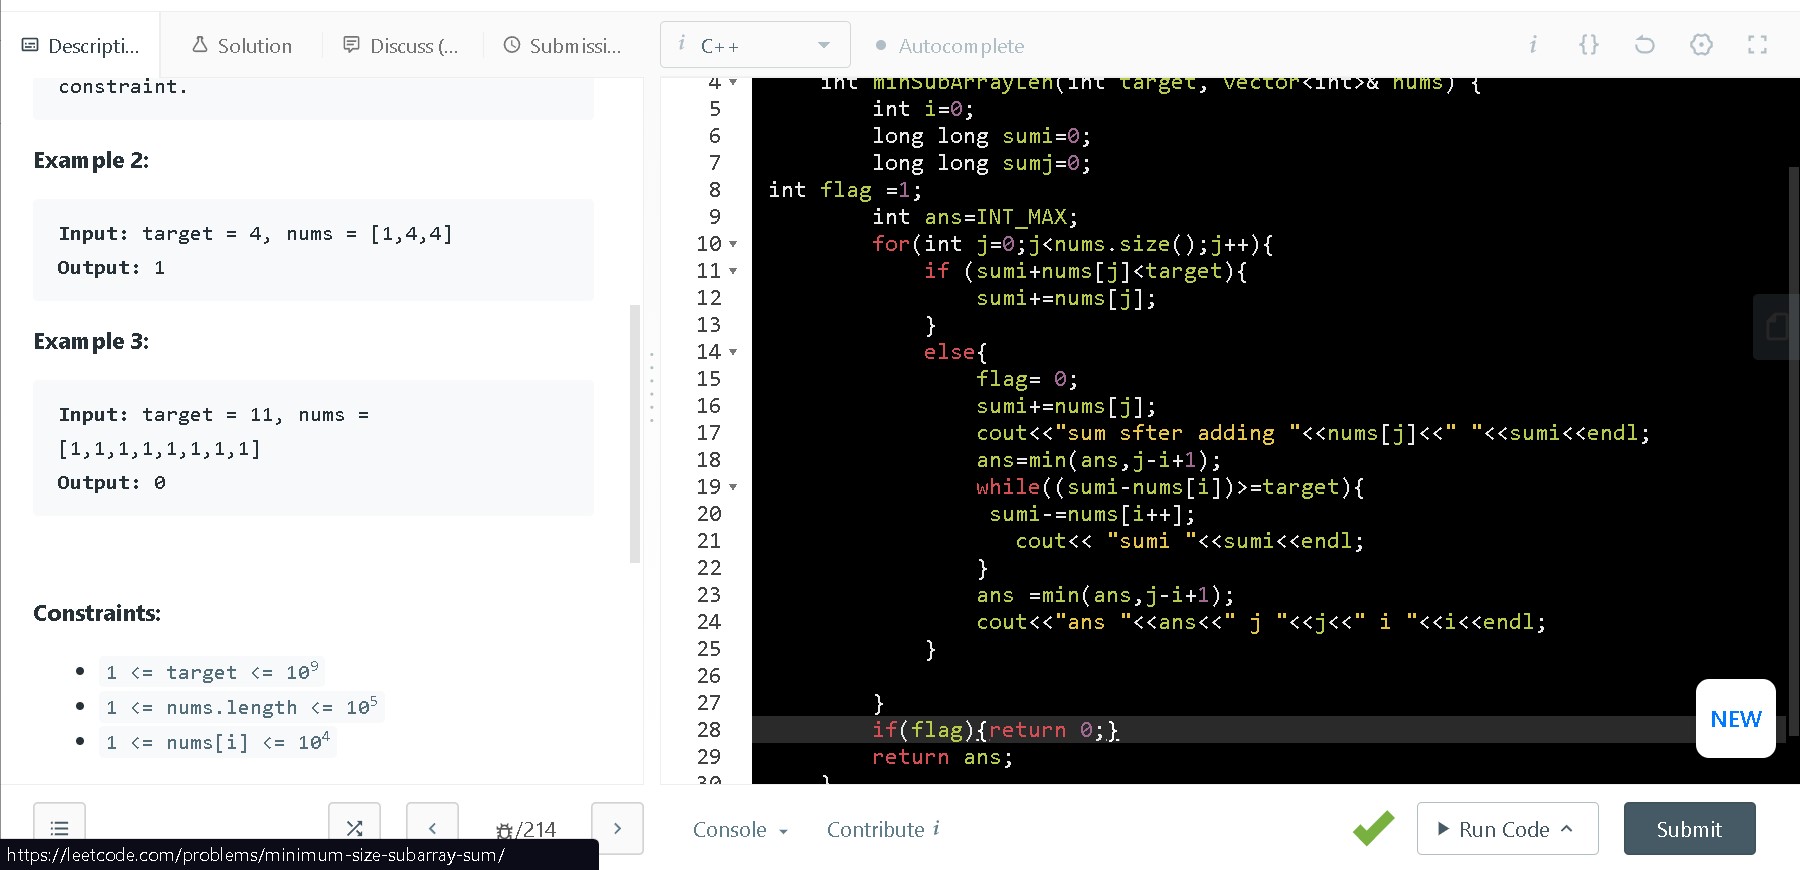 Descripti...
Solution
Discuss (...
Submissi...
i C++
Autocomplete
i {}
constraint.
Example 2:
Input: target = 4, nums = [1,4,4]
Output: 1
Example 3:
Input: target = 11, nums =
[1,1,1,1,1,1,1,1]
Output: 0
Constraints:
1 <= target <= 10⁹
1 <= nums.length <= 10⁵
1 <= nums[i] <= 10⁴
4 int minSubArrayLen(int target, vector<int>& nums) {
5 int i=0;
6 long long sumi=0;
7 long long sumj=0;
8 int flag =1;
9 int ans=INT_MAX;
10 for(int j=0;j<nums.size();j++){
11 if (sumi+nums[j]<target){
12 sumi+=nums[j];
13 }
14 else{
15 flag= 0;
16 sumi+=nums[j];
17 cout<<"sum sfter adding "<<nums[j]<<" "<<sumi<<endl;
18 ans=min(ans,j-i+1);
19 while((sumi-nums[i])>=target){
20 sumi-=nums[i++];
21 cout<< "sumi "<<sumi<<endl;
22 }
23 ans =min(ans,j-i+1);
24 cout<<"ans "<<ans<<" j "<<j<<" i "<<i<<endl;
25 }
26
27 }
28 if(flag){return 0;}
29 return ans;
30 }
NEW
/214
Console
Contribute i
Run Code
Submit
https://leetcode.com/problems/minimum-size-subarray-sum/